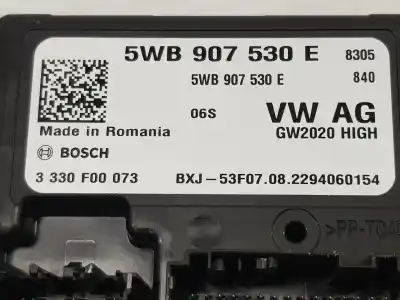 5WB 907 530 E 8305
5WB 907 530 E 840
06S VW AG
Made in Romania GW2020 HIGH
BOSCH
3 330 F00 073 BXJ-53F07.08.2294060154